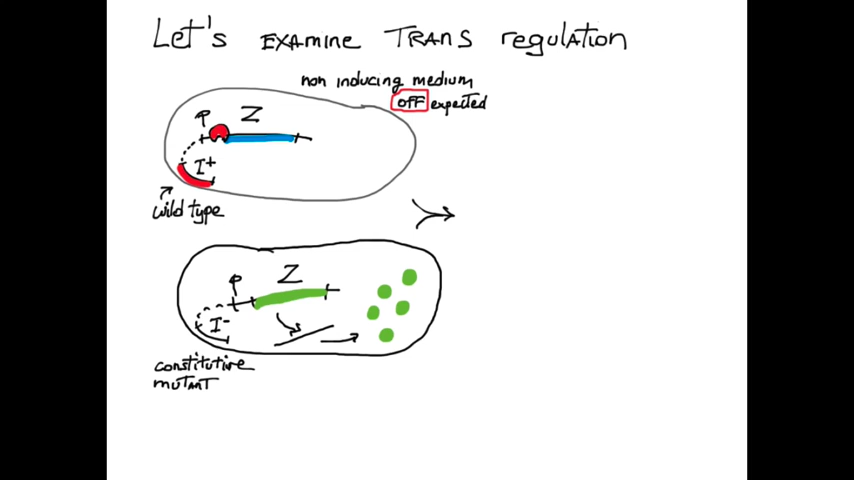 Let's EXAMINE TRANS regulation
non inducing medium
OFF expected
P Z
I+
wild type
P Z
I-
constitutive
mutant